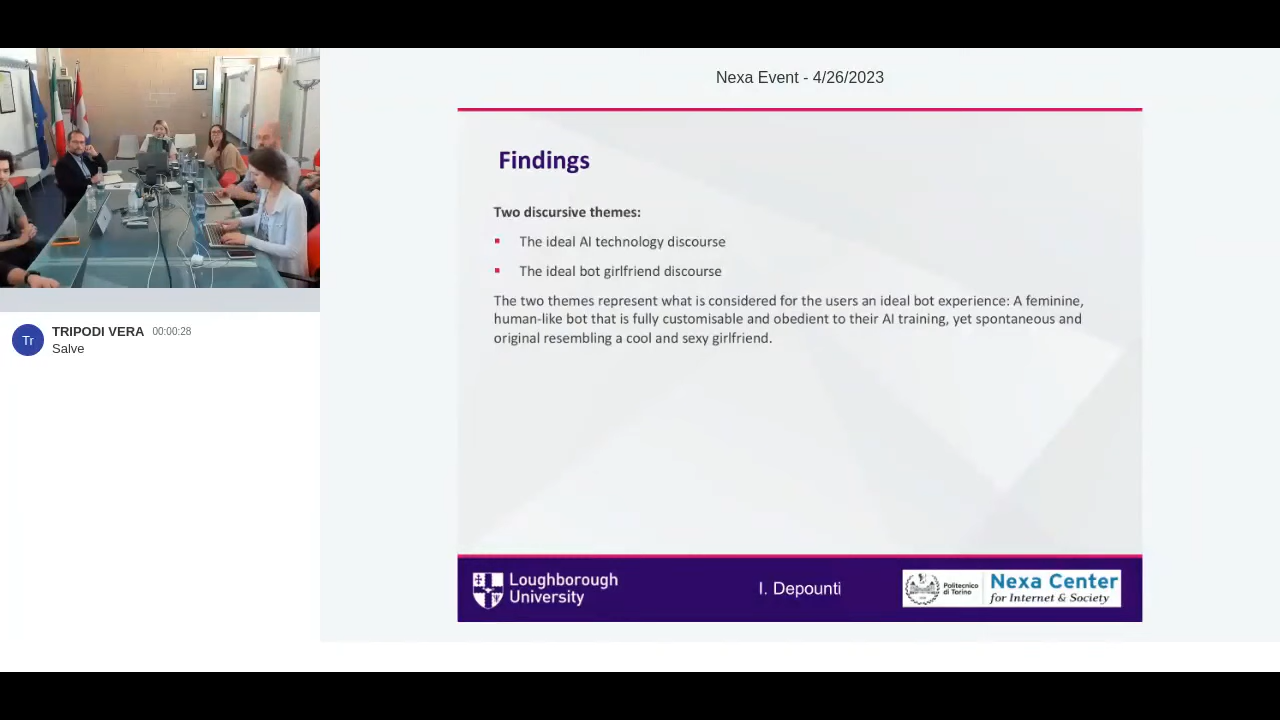 Nexa Event - 4/26/2023
Findings
Two discursive themes:
The ideal AI technology discourse
The ideal bot girlfriend discourse
The two themes represent what is considered for the users an ideal bot experience: A feminine,
human-like bot that is fully customisable and obedient to their AI training, yet spontaneous and
original resembling a cool and sexy girlfriend.
Loughborough
University
I. Depounti
Politecnico
di Torino
Nexa Center
for Internet & Society
Tr
TRIPODI VERA 00:00:28
Salve